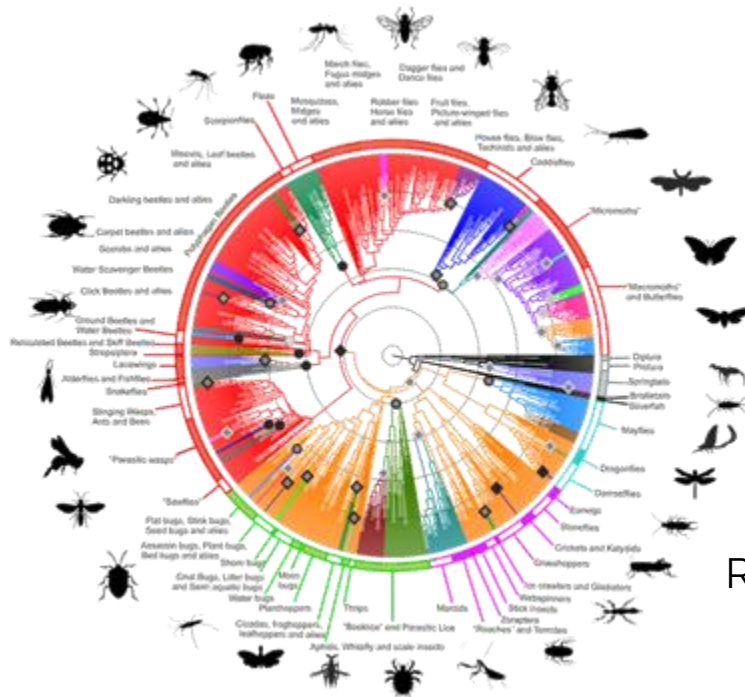 March flies,
Fugus midges
and allies
Dagger flies and
Dance flies
Fleas
Mosquitoes,
Midges
and allies
Robber flies
Horse flies
and allies
Fruit flies,
Picture-winged flies
and allies
Scorpionflies
House flies, Blow flies,
Tachinids and allies
Caddisflies
Weevils, Leaf beetles
and allies
Darkling beetles and allies
"Micromoths"
Polyphagan Beetles
Carpet beetles and allies
Scarabs and allies
Water Scavenger Beetles
Click Beetles and allies
"Macromoths"
and Butterflies
Ground Beetles and
Water Beetles
Reticulated Beetles and Skiff Beetles
Strepsiptera
Lacewings
Alderflies and Fishflies
Snakeflies
Diplura
Protura
Springtails
Bristletails
Silverfish
Stinging Wasps,
Ants and Bees
Mayflies
"Parasitic wasps"
Dragonflies
Damselflies
"Sawflies"
Earwigs
Stoneflies
Flat bugs, Stink bugs,
Seed bugs and allies
Crickets and Katydids
Assassin bugs, Plant bugs,
Bed bugs and allies
Grasshoppers
Shore bugs
Gnat Bugs, Litter bugs
and Semi aquatic bugs
Moss
bugs
Ice crawlers and Gladiators
Water bugs
Webspinners
Stick insects
Planthoppers
Thrips
"Booklice" and Parasitic Lice
Mantids
Zoraptera
"Roaches" and Termites
Cicadas, froghoppers,
leafhoppers and allies
Aphids, Whitefly and scale insects
R